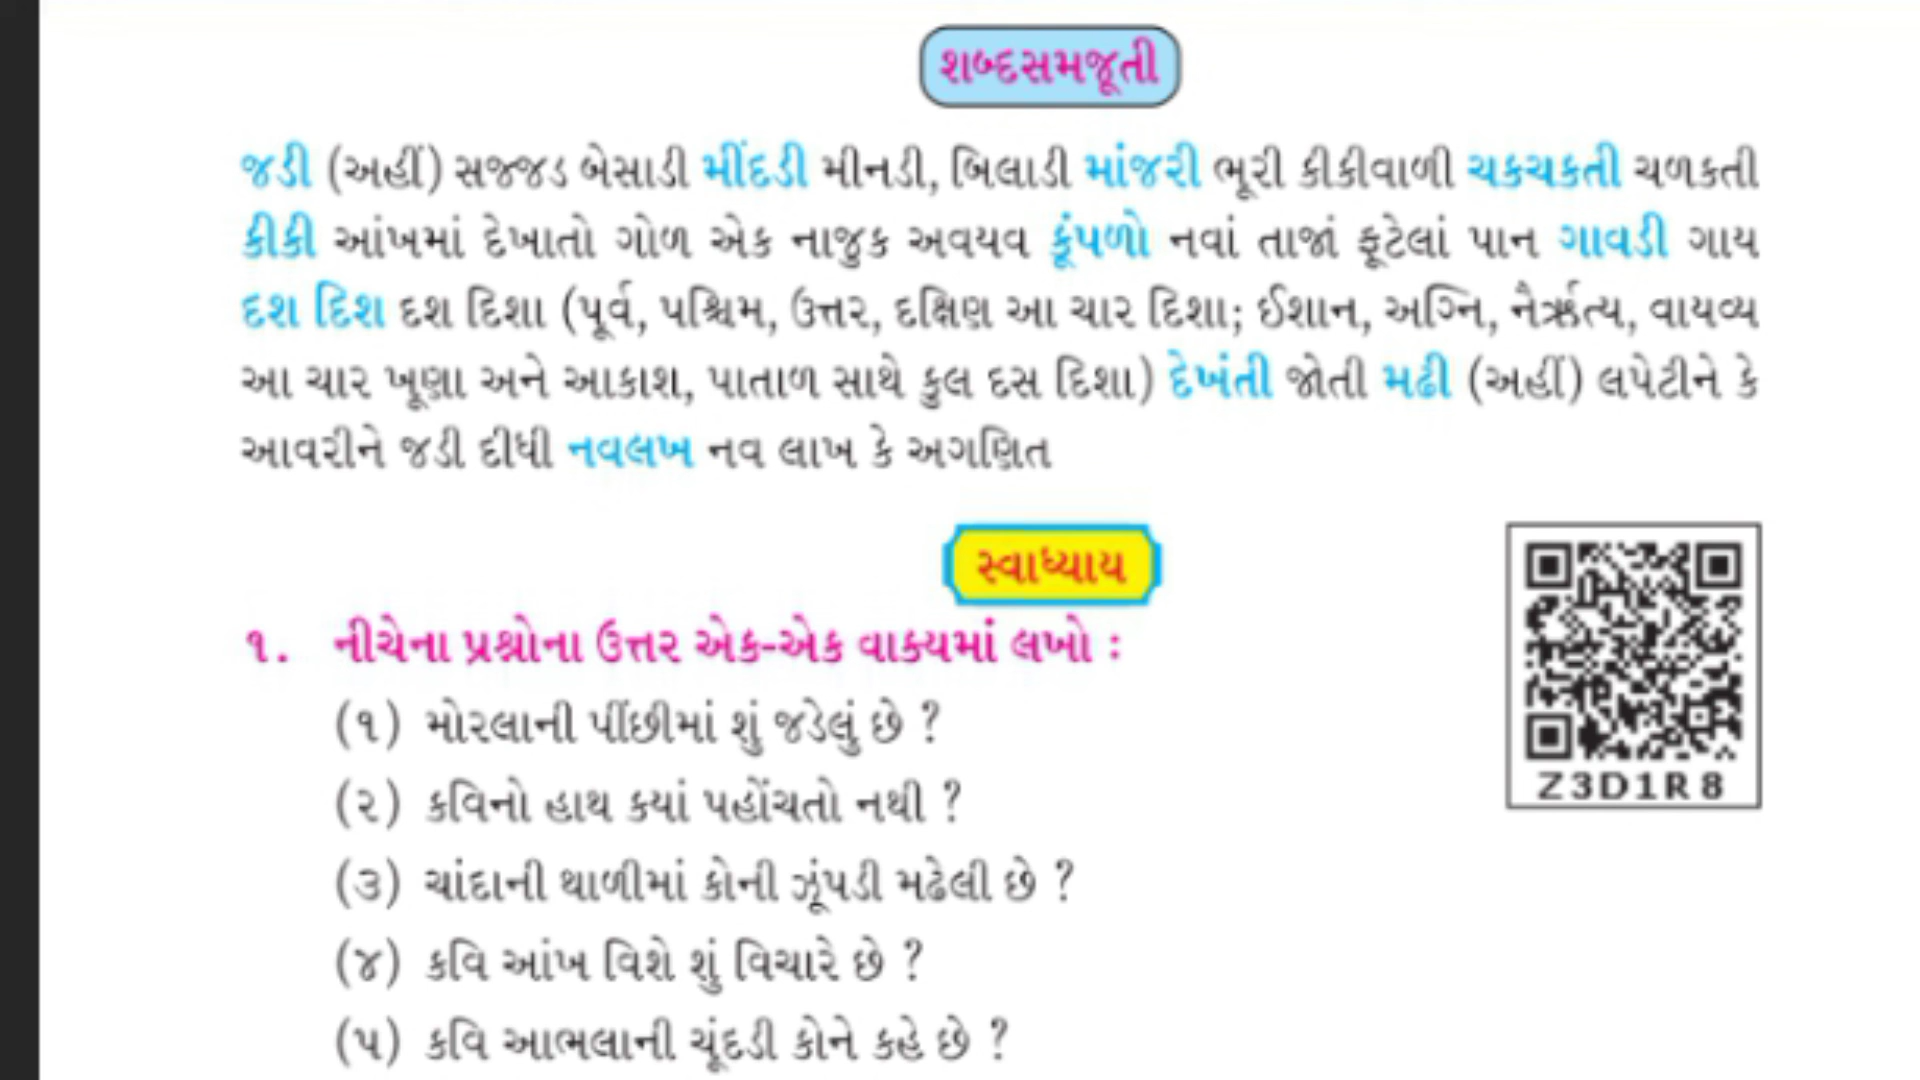 શબ્દસમજૂતી
જડી (અહીં) સજ્જડ બેસાડી મીંદડી મીનડી, બિલાડી માંજરી ભૂરી કીકીવાળી ચકચકતી ચળકતી
કીકી આંખમાં દેખાતો ગોળ એક નાજુક અવયવ કૂંપળો નવાં તાજાં ફૂટેલાં પાન ગાવડી ગાય
દશ દિશ દશ દિશા (પૂર્વ, પશ્ચિમ, ઉત્તર, દક્ષિણ આ ચાર દિશા; ઈશાન, અગ્નિ, નૈર્ઋત્ય, વાયવ્ય
આ ચાર ખૂણા અને આકાશ, પાતાળ સાથે કુલ દસ દિશા) દેખંતી જોતી મઢી (અહીં) લપેટીને કે
આવરીને જડી દીધી નવલખ નવ લાખ કે અગણિત
સ્વાધ્યાય
૧. નીચેના પ્રશ્નોના ઉત્તર એક-એક વાક્યમાં લખો :
(૧) મોરલાની પીંછીમાં શું જડેલું છે ?
(૨) કવિનો હાથ કયાં પહોંચતો નથી ?
(૩) ચાંદાની થાળીમાં કોની ઝૂંપડી મઢેલી છે ?
(૪) કવિ આંખ વિશે શું વિચારે છે ?
(૫) કવિ આભલાની ચૂંદડી કોને કહે છે ?
Z3D1R8